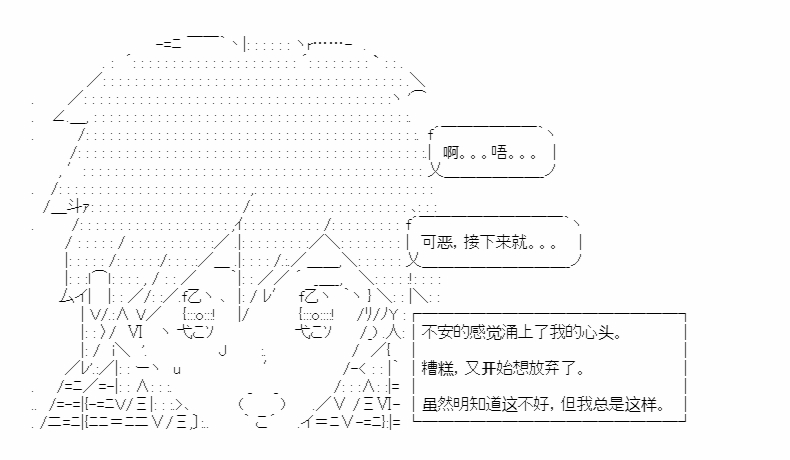 啊。。。唔。。。
可恶，接下来就。。。
不安的感觉涌上了我的心头。
糟糕，又开始想放弃了。
虽然明知道这不好，但我总是这样。